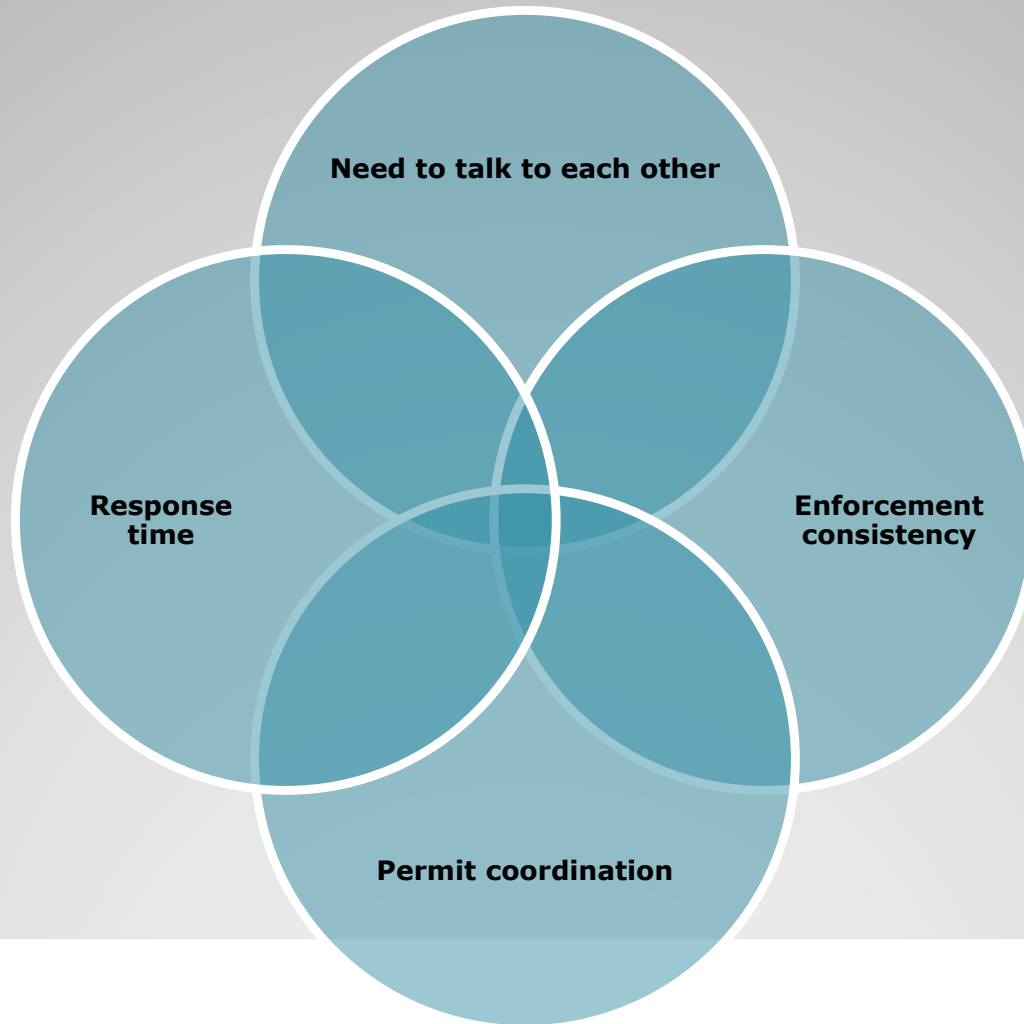 Need to talk to each other
Response
time
Enforcement
consistency
Permit coordination